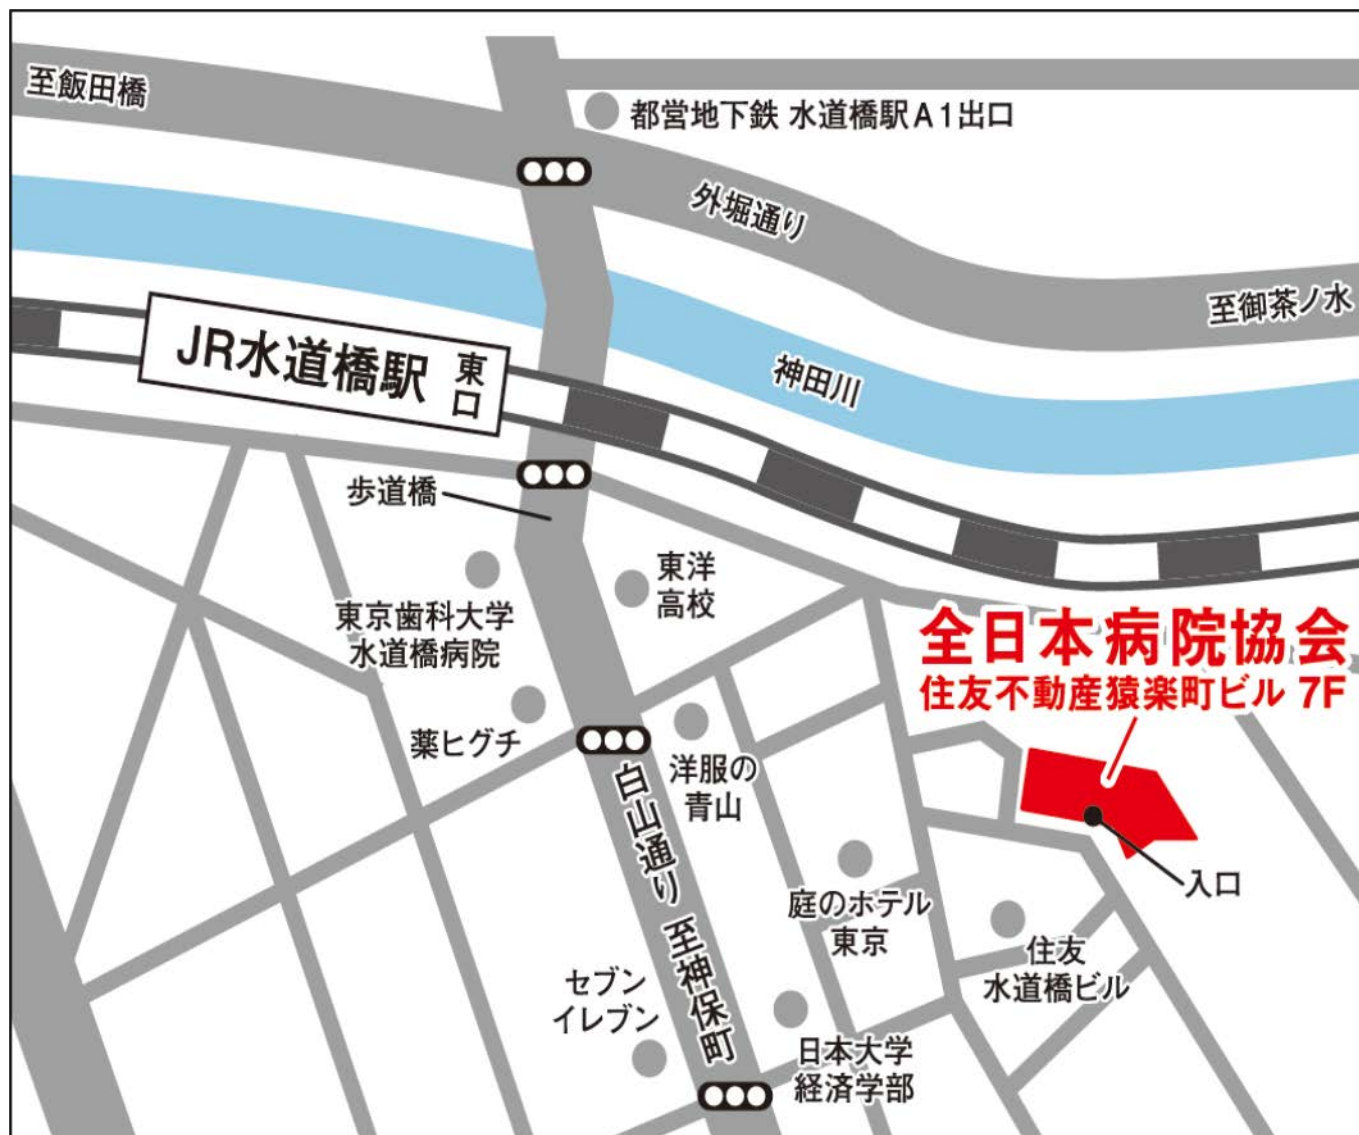 至飯田橋
都営地下鉄 水道橋駅A1出口
外堀通り
至御茶ノ水
JR水道橋駅 東口
神田川
歩道橋
東洋
高校
東京歯科大学
水道橋病院
全日本病院協会
住友不動産猿楽町ビル 7F
薬ヒグチ
洋服の
青山
白山通り 至神保町
入口
庭のホテル
東京
住友
水道橋ビル
セブン
イレブン
日本大学
経済学部